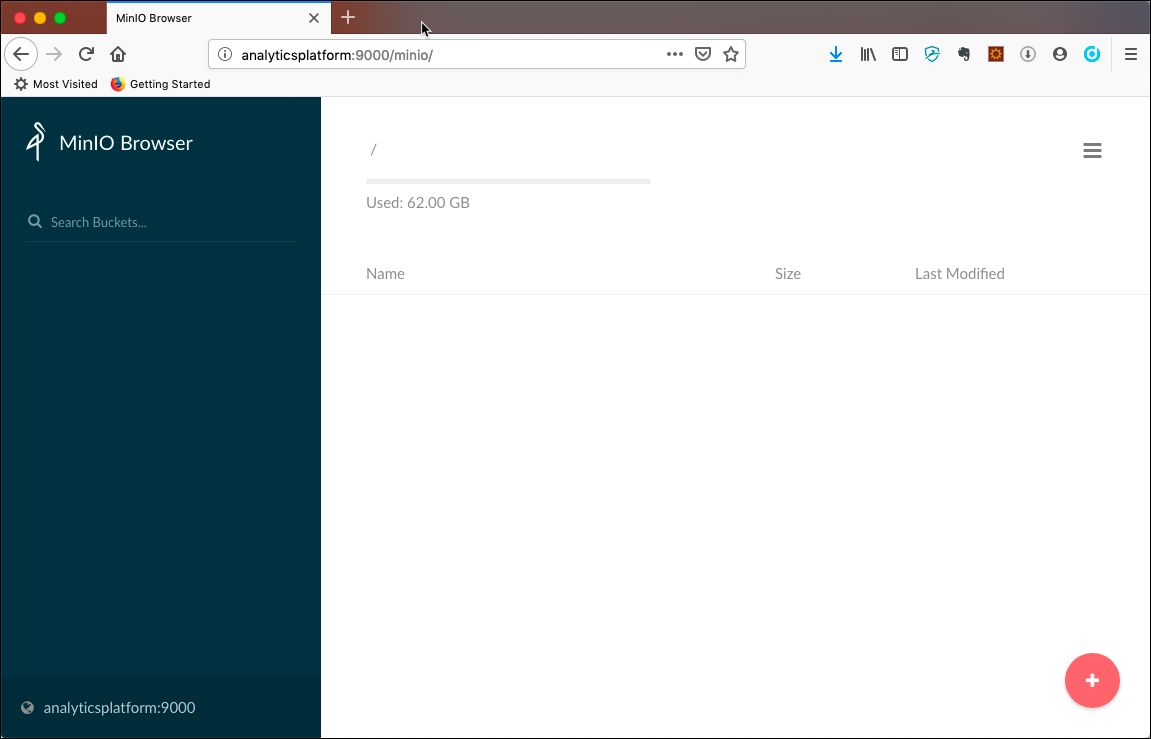 MinIO Browser
analyticsplatform:9000/minio/
Most Visited Getting Started
MinIO Browser
Search Buckets...
/
Used: 62.00 GB
Name Size Last Modified
analyticsplatform:9000